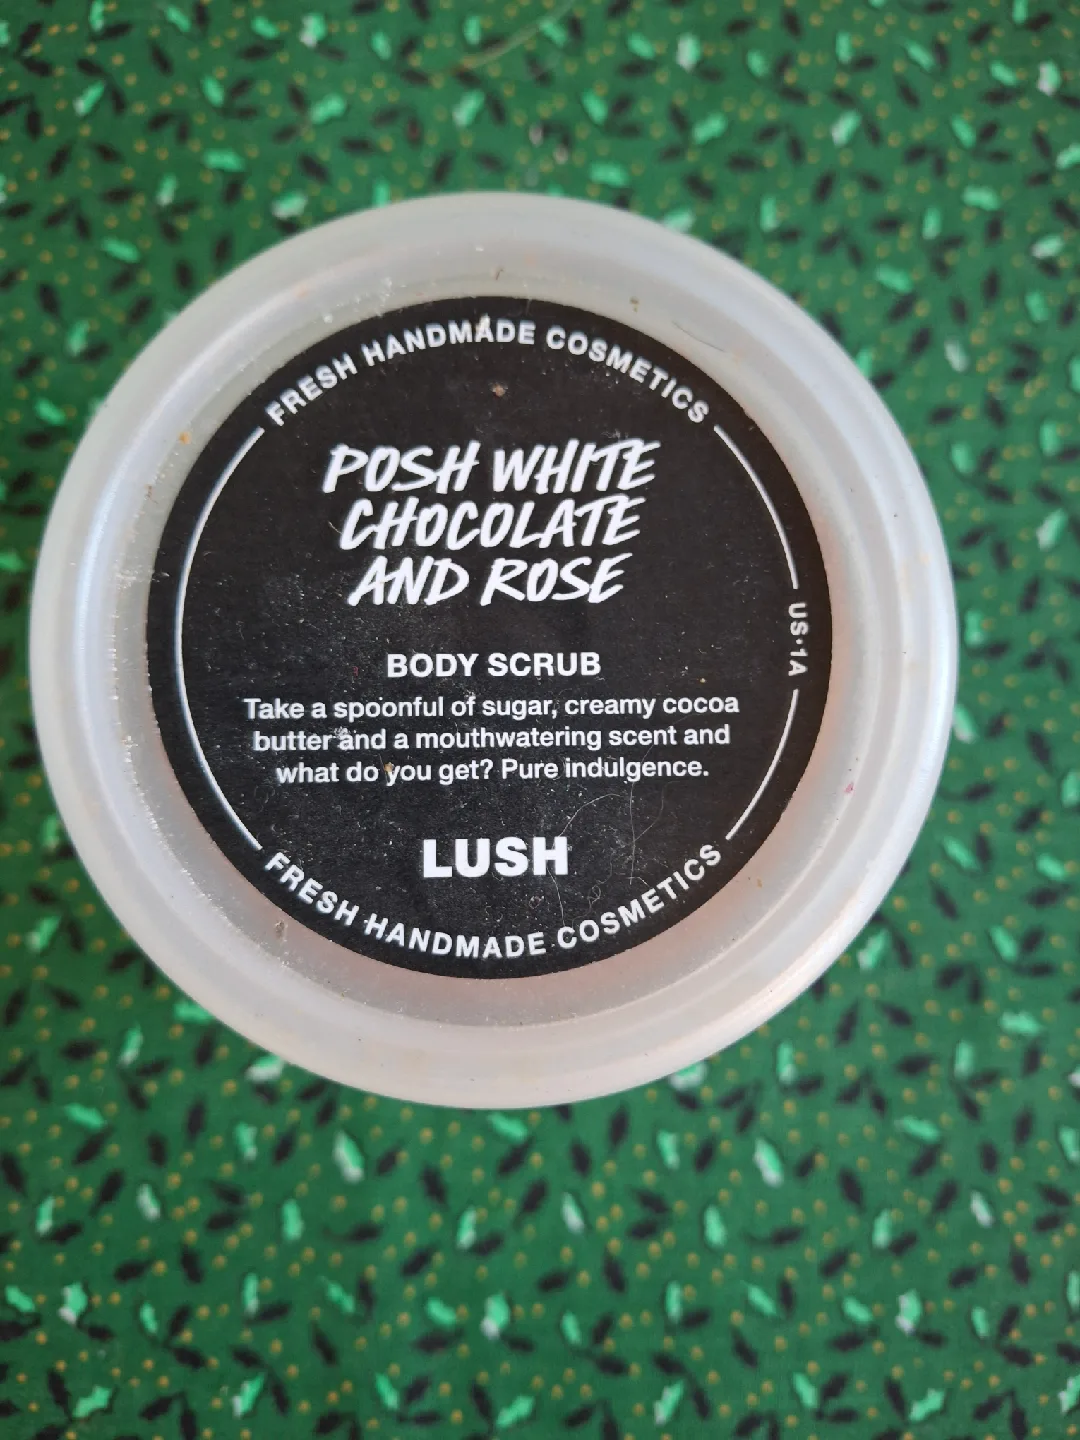 FRESH HANDMADE COSMETICS
POSH WHITE
CHOCOLATE
AND ROSE
US•1A
BODY SCRUB
Take a spoonful of sugar, creamy cocoa
butter and a mouthwatering scent and
what do you get? Pure indulgence.
LUSH
FRESH HANDMADE COSMETICS